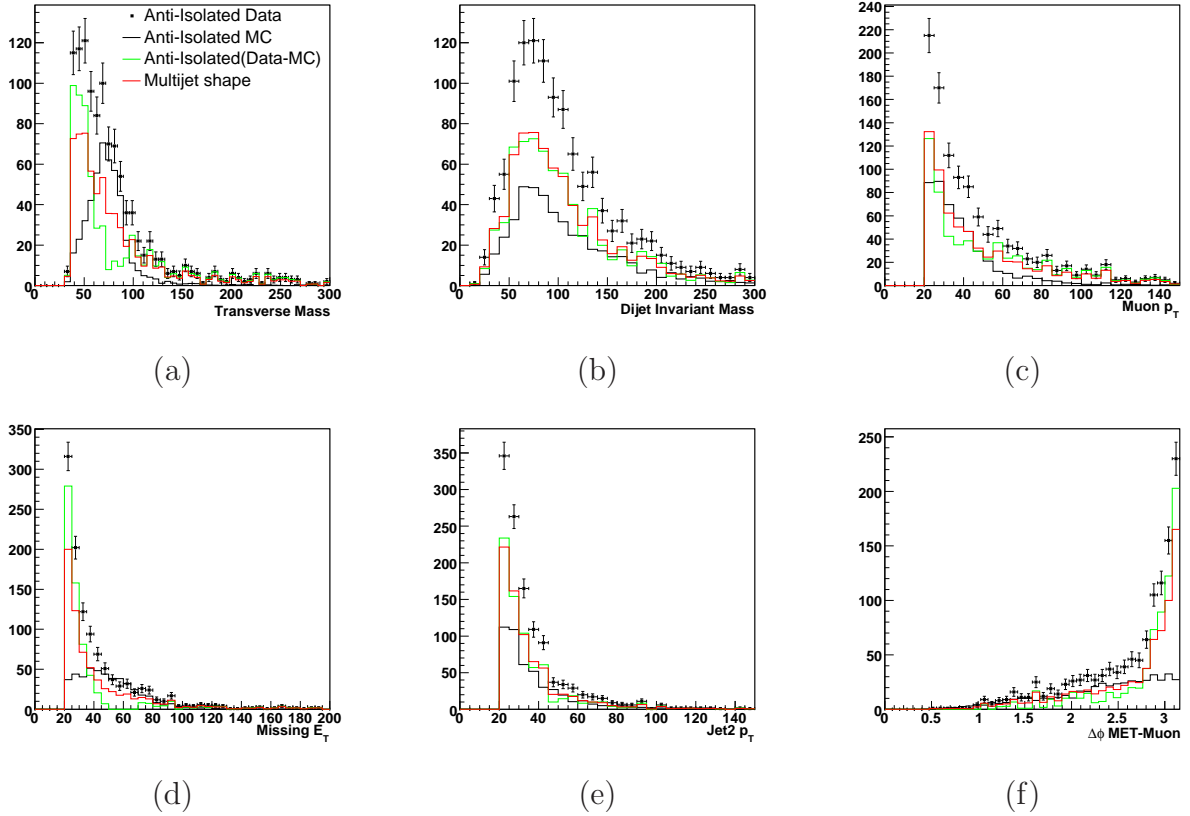 Anti-Isolated Data
Anti-Isolated MC
Anti-Isolated(Data-MC)
Multijet shape
120
100
80
60
40
20
0
0 50 100 150 200 250 300
Transverse Mass
(a)
120
100
80
60
40
20
0
0 50 100 150 200 250 300
Dijet Invariant Mass
(b)
240
220
200
180
160
140
120
100
80
60
40
20
0
0 20 40 60 80 100 120 140
Muon p_T
(c)
350
300
250
200
150
100
50
0
0 20 40 60 80 100 120 140 160 180 200
Missing E_T
(d)
350
300
250
200
150
100
50
0
0 20 40 60 80 100 120 140
Jet2 p_T
(e)
250
200
150
100
50
0
0 0.5 1 1.5 2 2.5 3
Δϕ MET-Muon
(f)